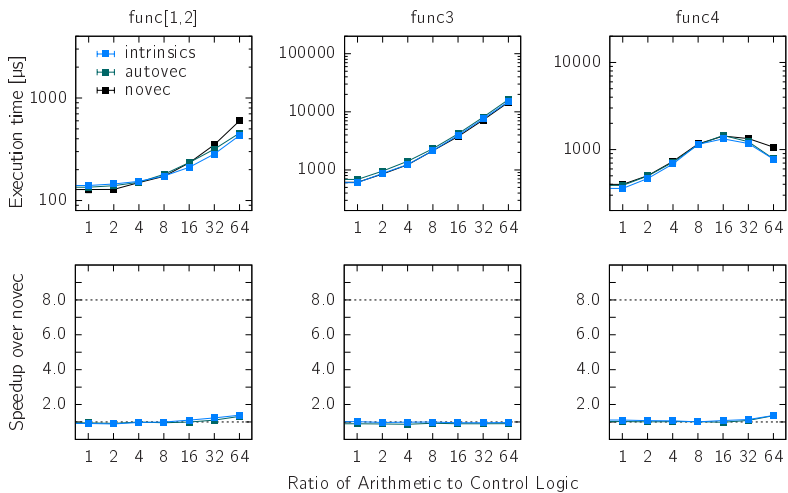 func[1,2]
func3
func4
Execution time [µs]
intrinsics
autovec
novec
1000
100
100000
10000
1000
10000
1000
1 2 4 8 16 32 64
1 2 4 8 16 32 64
1 2 4 8 16 32 64
Speedup over novec
8.0
6.0
4.0
2.0
8.0
6.0
4.0
2.0
8.0
6.0
4.0
2.0
1 2 4 8 16 32 64
1 2 4 8 16 32 64
1 2 4 8 16 32 64
Ratio of Arithmetic to Control Logic